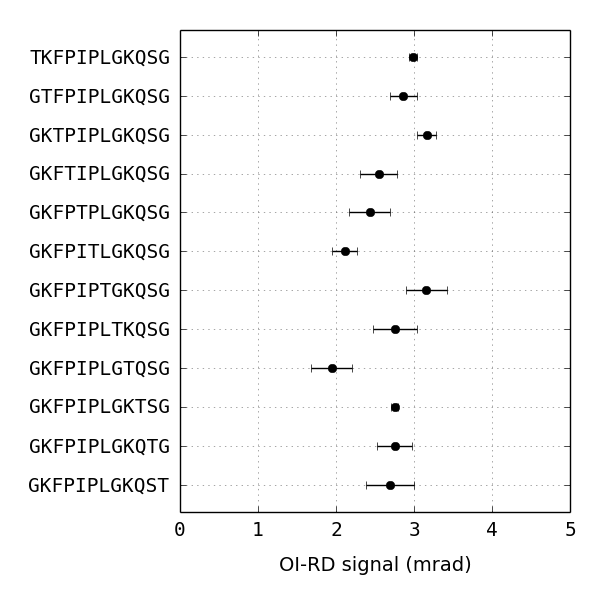 TKFPIPLGKQSG
GTFPIPLGKQSG
GKTPIPLGKQSG
GKFTIPLGKQSG
GKFPTPLGKQSG
GKFPITLGKQSG
GKFPIPTGKQSG
GKFPIPLTKQSG
GKFPIPLGTQSG
GKFPIPLGKTSG
GKFPIPLGKQTG
GKFPIPLGKQST
0 1 2 3 4 5
OI-RD signal (mrad)